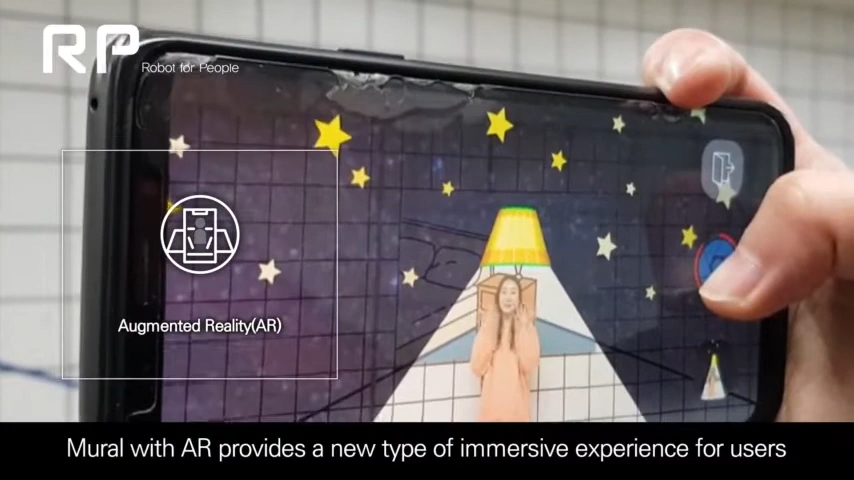 RP
Robot for People
Augmented Reality(AR)
Mural with AR provides a new type of immersive experience for users